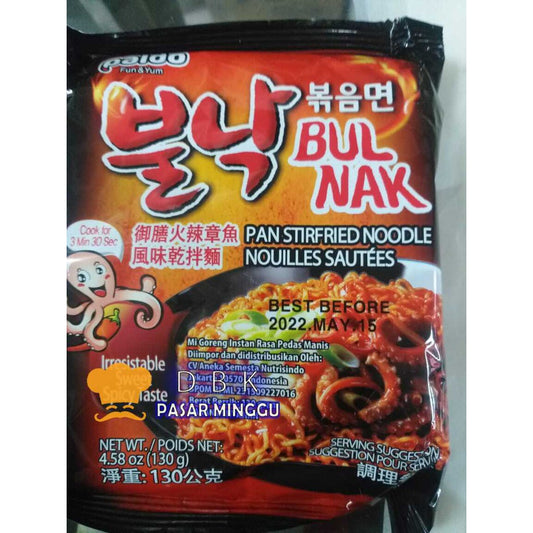 paldo
Fun & Yum
불낙
볶음면
BUL
NAK
Cook for
3 Min 30 Sec
御膳火辣章魚
風味乾拌麵
PAN STIRFRIED NOODLE
NOUILLES SAUTÉES
BEST BEFORE
2022.MAY.15
Mi Goreng Instan Rasa Pedas Manis
Diimpor dan didistribusikan Oleh:
CV Aneka Semesta Nutrisindo
Indonesia
Irresistable
Sweet
Spicy Taste
D B K
PASAR MINGGU
NET WT. / POIDS NET:
4.58 oz (130 g)
淨重: 130公克
SERVING SUGGESTION
SUGGESTION POUR SERVIR
調理